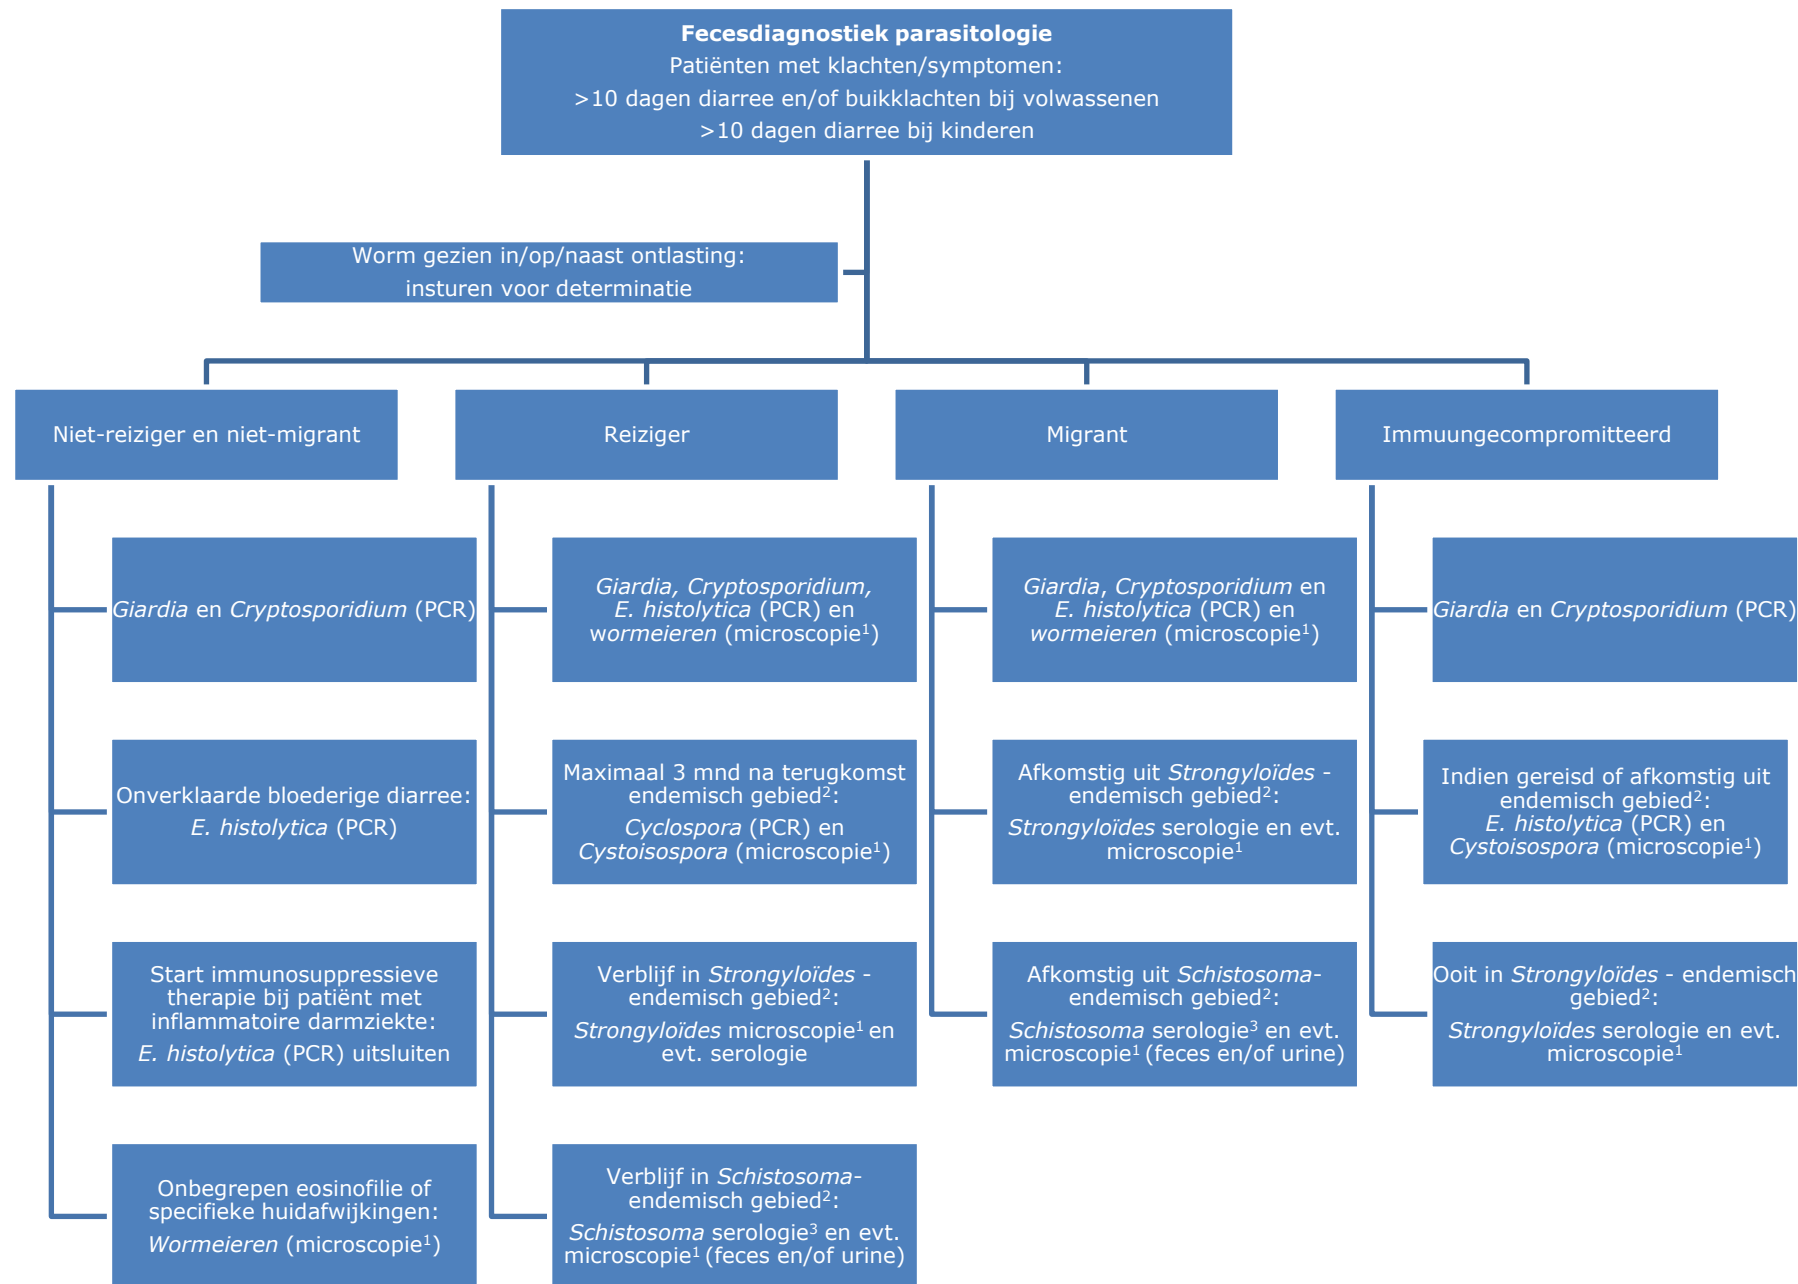 Fecesdiagnostiek parasitologie
Patiënten met klachten/symptomen:
>10 dagen diarree en/of buikklachten bij volwassenen
>10 dagen diarree bij kinderen
Worm gezien in/op/naast ontlasting:
insturen voor determinatie
Niet-reiziger en niet-migrant
Giardia en Cryptosporidium (PCR)
Onverklaarde bloederige diarree:
E. histolytica (PCR)
Start immunosuppressieve
therapie bij patiënt met
inflammatoire darmziekte:
E. histolytica (PCR) uitsluiten
Onbegrepen eosinofilie of
specifieke huidafwijkingen:
Wormeieren (microscopie¹)
Reiziger
Giardia, Cryptosporidium,
E. histolytica (PCR) en
wormeieren (microscopie¹)
Maximaal 3 mnd na terugkomst
endemisch gebied²:
Cyclospora (PCR) en
Cystoisospora (microscopie¹)
Verblijf in Strongyloïdes -
endemisch gebied²:
Strongyloïdes microscopie¹ en
evt. serologie
Verblijf in Schistosoma-
endemisch gebied²:
Schistosoma serologie³ en evt.
microscopie¹ (feces en/of urine)
Migrant
Giardia, Cryptosporidium en
E. histolytica (PCR) en
wormeieren (microscopie¹)
Afkomstig uit Strongyloïdes -
endemisch gebied²:
Strongyloïdes serologie en evt.
microscopie¹
Afkomstig uit Schistosoma-
endemisch gebied²:
Schistosoma serologie³ en evt.
microscopie¹ (feces en/of urine)
Immuungecompromitteerd
Giardia en Cryptosporidium (PCR)
Indien gereisd of afkomstig uit
endemisch gebied²:
E. histolytica (PCR) en
Cystoisospora (microscopie¹)
Ooit in Strongyloïdes - endemisch
gebied²:
Strongyloïdes serologie en evt.
microscopie¹